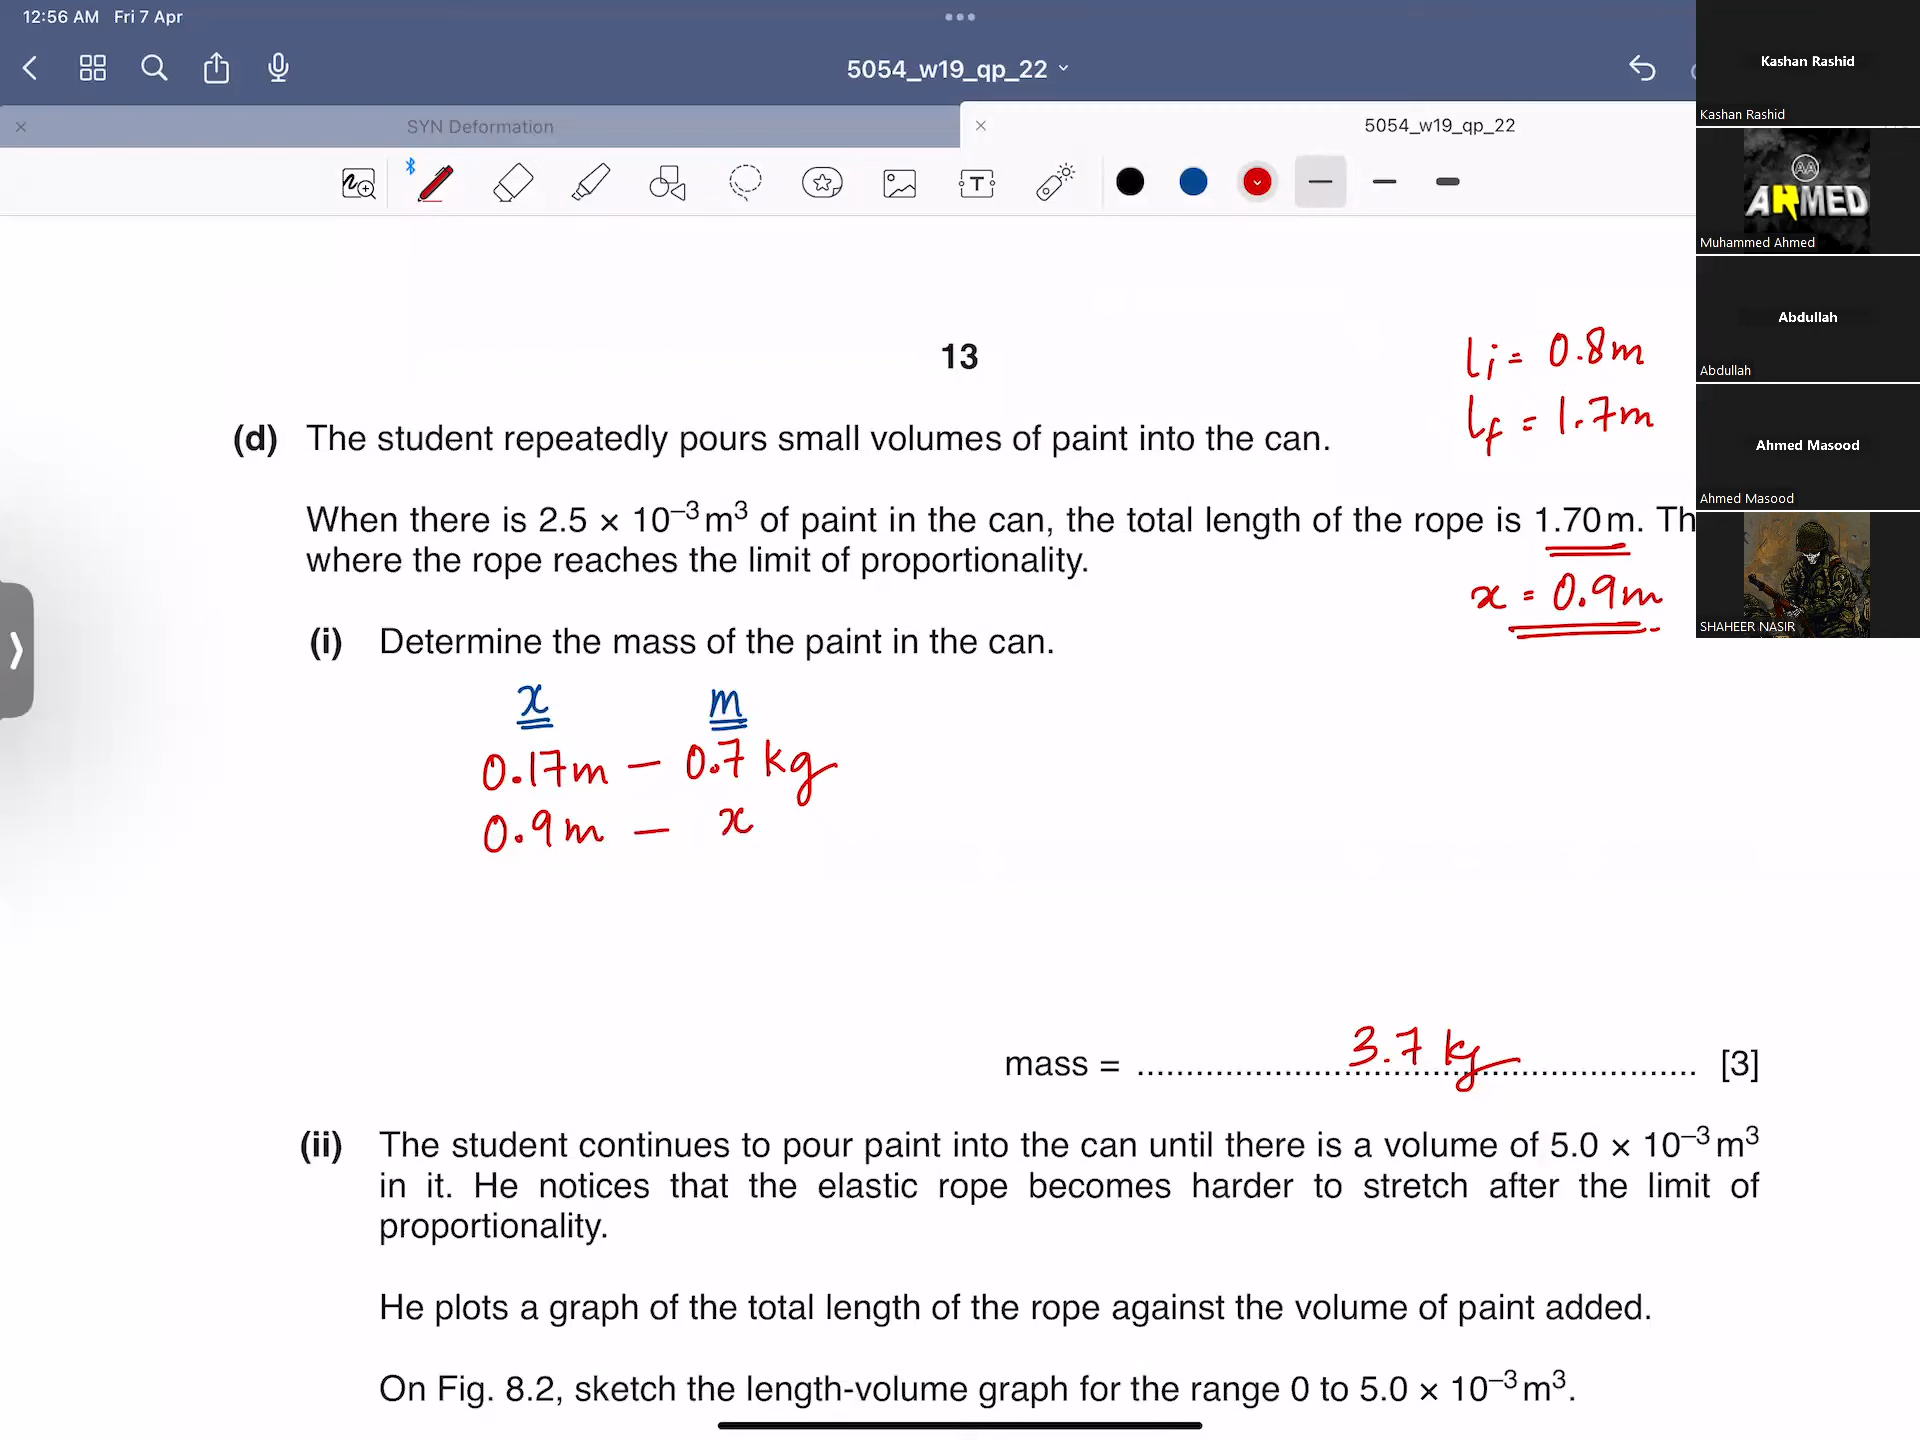 12:56 AM Fri 7 Apr
5054_w19_qp_22
SYN Deformation
5054_w19_qp_22
Kashan Rashid
Kashan Rashid
AA
ARMED
Muhammed Ahmed
Abdullah
Abdullah
Ahmed Masood
Ahmed Masood
SHAHEER NASIR
13
li = 0.8m
lf = 1.7m
(d) The student repeatedly pours small volumes of paint into the can.
When there is 2.5 × 10⁻³ m³ of paint in the can, the total length of the rope is 1.70 m. Th
where the rope reaches the limit of proportionality.
x = 0.9m
(i) Determine the mass of the paint in the can.
x m
0.17m – 0.7 kg
0.9m – x
mass = 3.7 kg [3]
(ii) The student continues to pour paint into the can until there is a volume of 5.0 × 10⁻³ m³
in it. He notices that the elastic rope becomes harder to stretch after the limit of
proportionality.
He plots a graph of the total length of the rope against the volume of paint added.
On Fig. 8.2, sketch the length-volume graph for the range 0 to 5.0 × 10⁻³ m³.